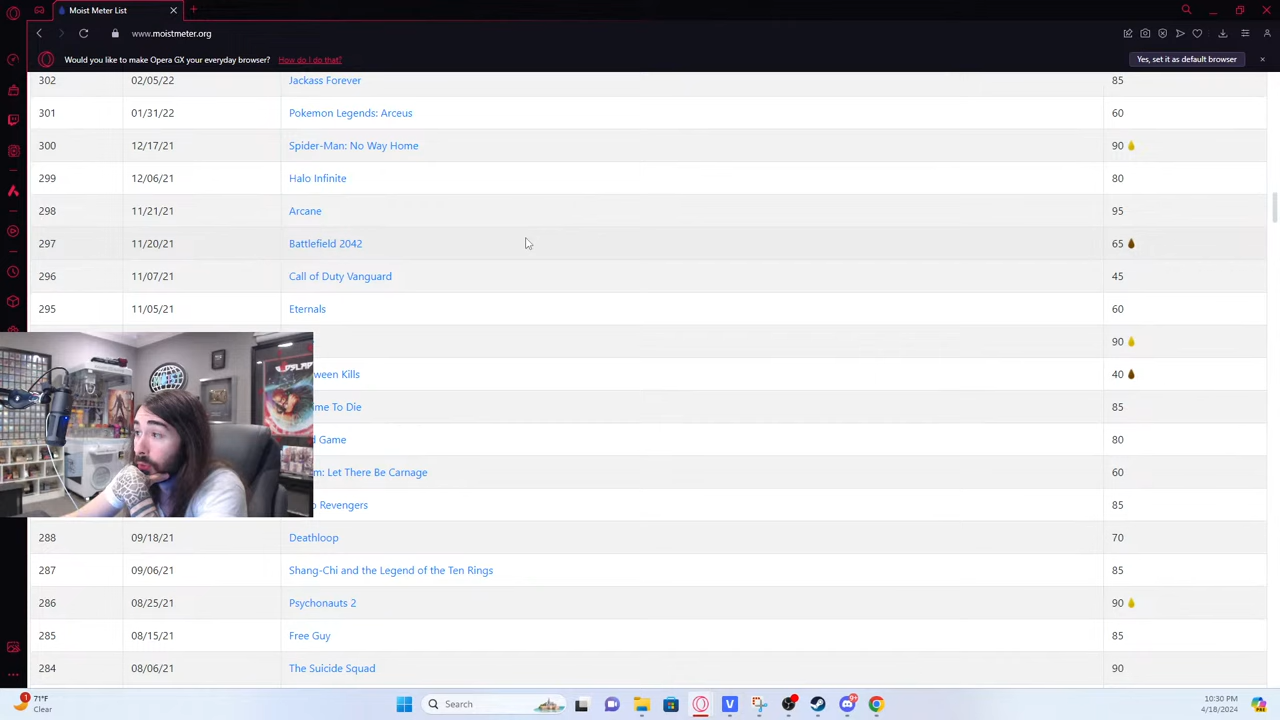 Moist Meter List
www.moistmeter.org
Would you like to make Opera GX your everyday browser? How do I do that? Yes, set it as default browser
302 02/05/22 Jackass Forever 85
301 01/31/22 Pokemon Legends: Arceus 60
300 12/17/21 Spider-Man: No Way Home 90
299 12/06/21 Halo Infinite 80
298 11/21/21 Arcane 95
297 11/20/21 Battlefield 2042 65
296 11/07/21 Call of Duty Vanguard 45
295 11/05/21 Eternals 60
90
ween Kills 40
me To Die 85
d Game 80
m: Let There Be Carnage 60
o Revengers 85
288 09/18/21 Deathloop 70
287 09/06/21 Shang-Chi and the Legend of the Ten Rings 85
286 08/25/21 Psychonauts 2 90
285 08/15/21 Free Guy 85
284 08/06/21 The Suicide Squad 90
1 71°F
Clear
Search
10:30 PM
4/18/2024